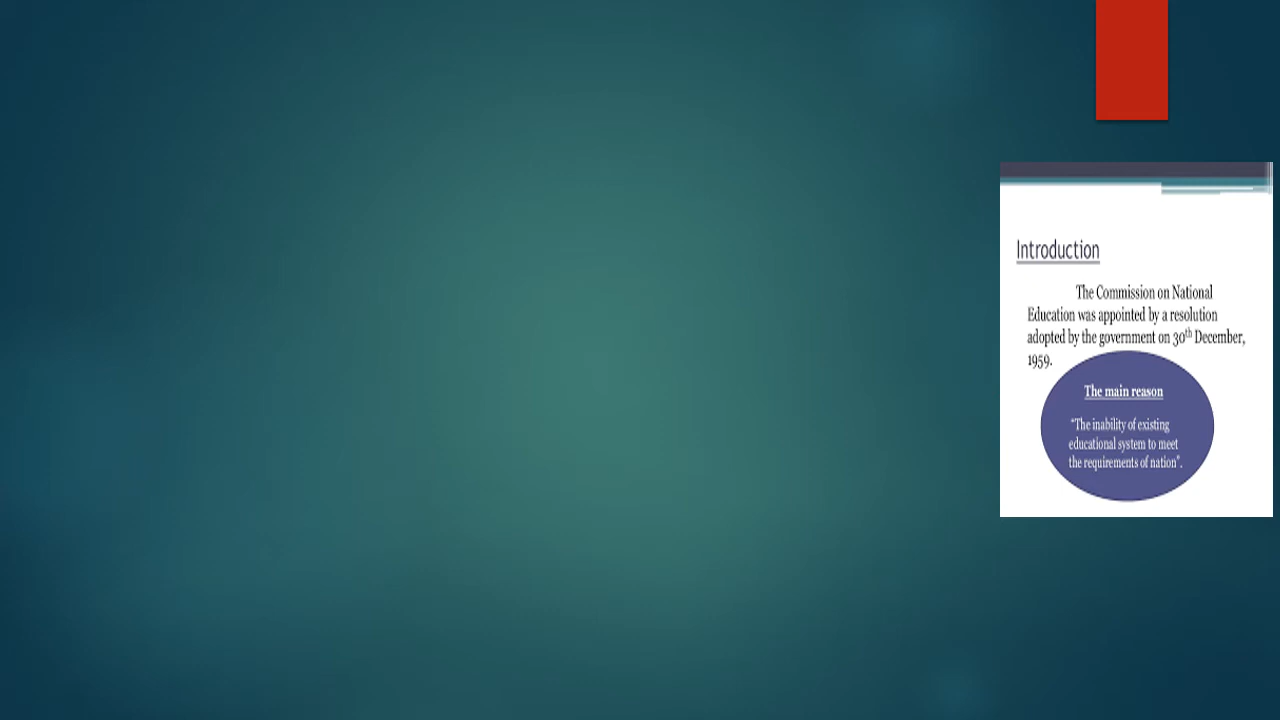 Introduction
The Commission on National
Education was appointed by a resolution
adopted by the government on 30th December,
1959.
The main reason
“The inability of existing
educational system to meet
the requirements of nation”.